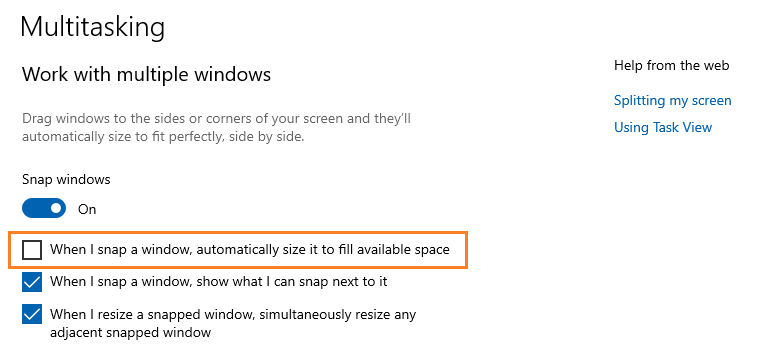 Multitasking
Work with multiple windows
Drag windows to the sides or corners of your screen and they’ll
automatically size to fit perfectly, side by side.
Snap windows
On
When I snap a window, automatically size it to fill available space
When I snap a window, show what I can snap next to it
When I resize a snapped window, simultaneously resize any
adjacent snapped window
Help from the web
Splitting my screen
Using Task View